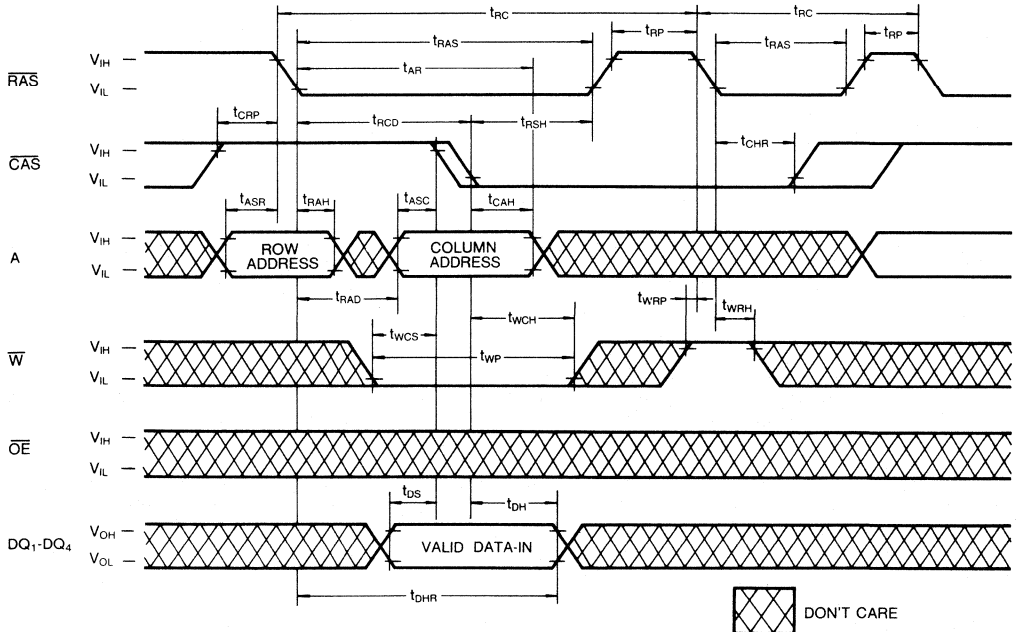 tRC tRC
tRAS tRP tRAS tRP
tAR
RAS VIH
VIL
tCRP tRCD tRSH tCHR
CAS VIH
VIL
tASR tRAH tASC tCAH
A VIH ROW ADDRESS COLUMN ADDRESS
VIL
tRAD tWRP tWRH
tWCS tWCH
tWP
W VIH
VIL
OE VIH
VIL
tDS tDH
DQ1-DQ4 VOH
VALID DATA-IN
VOL
tDHR
DON'T CARE